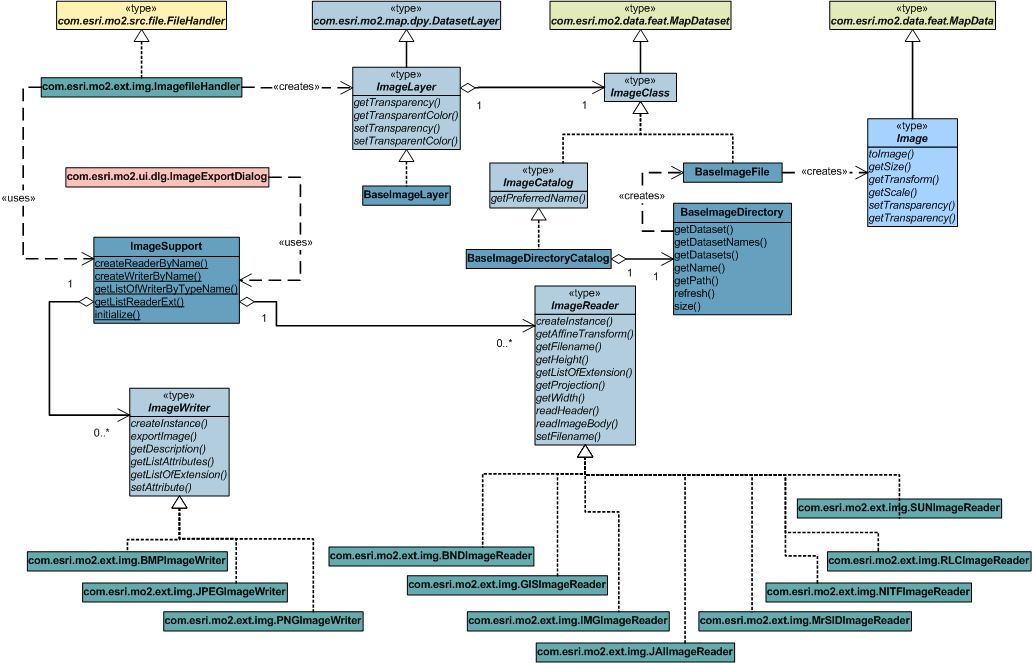 «type»
com.esri.mo2.src.file.FileHandler
«type»
com.esri.mo2.map.dpy.DatasetLayer
«type»
com.esri.mo2.data.feat.MapDataset
«type»
com.esri.mo2.data.feat.MapData
com.esri.mo2.ext.img.ImagefileHandler
«creates»
«type»
ImageLayer
getTransparency()
getTransparentColor()
setTransparency()
setTransparentColor()
1
1
«type»
ImageClass
«type»
Image
toImage()
getSize()
getTransform()
getScale()
setTransparency()
getTransparency()
com.esri.mo2.ui.dlg.ImageExportDialog
«uses»
BaseImageLayer
«type»
ImageCatalog
getPreferredName()
BaseImageFile
«creates»
«creates»
BaseImageDirectory
getDataset()
getDatasetNames()
getDatasets()
getName()
getPath()
refresh()
size()
«uses»
ImageSupport
createReaderByName()
createWriterByName()
getListOfWriterByTypeName()
getListReaderExt()
initialize()
BaseImageDirectoryCatalog
1
1
1
1
«type»
ImageReader
createInstance()
getAffineTransform()
getFilename()
getHeight()
getListOfExtension()
getProjection()
getWidth()
readHeader()
readImageBody()
setFilename()
0..*
«type»
ImageWriter
createInstance()
exportImage()
getDescription()
getListAttributes()
getListOfExtension()
setAttribute()
0..*
com.esri.mo2.ext.img.SUNImageReader
com.esri.mo2.ext.img.BMPImageWriter
com.esri.mo2.ext.img.BNDImageReader
com.esri.mo2.ext.img.RLCImageReader
com.esri.mo2.ext.img.JPEGImageWriter
com.esri.mo2.ext.img.GISImageReader
com.esri.mo2.ext.img.NITFImageReader
com.esri.mo2.ext.img.PNGImageWriter
com.esri.mo2.ext.img.IMGImageReader
com.esri.mo2.ext.img.MrSIDImageReader
com.esri.mo2.ext.img.JAIImageReader